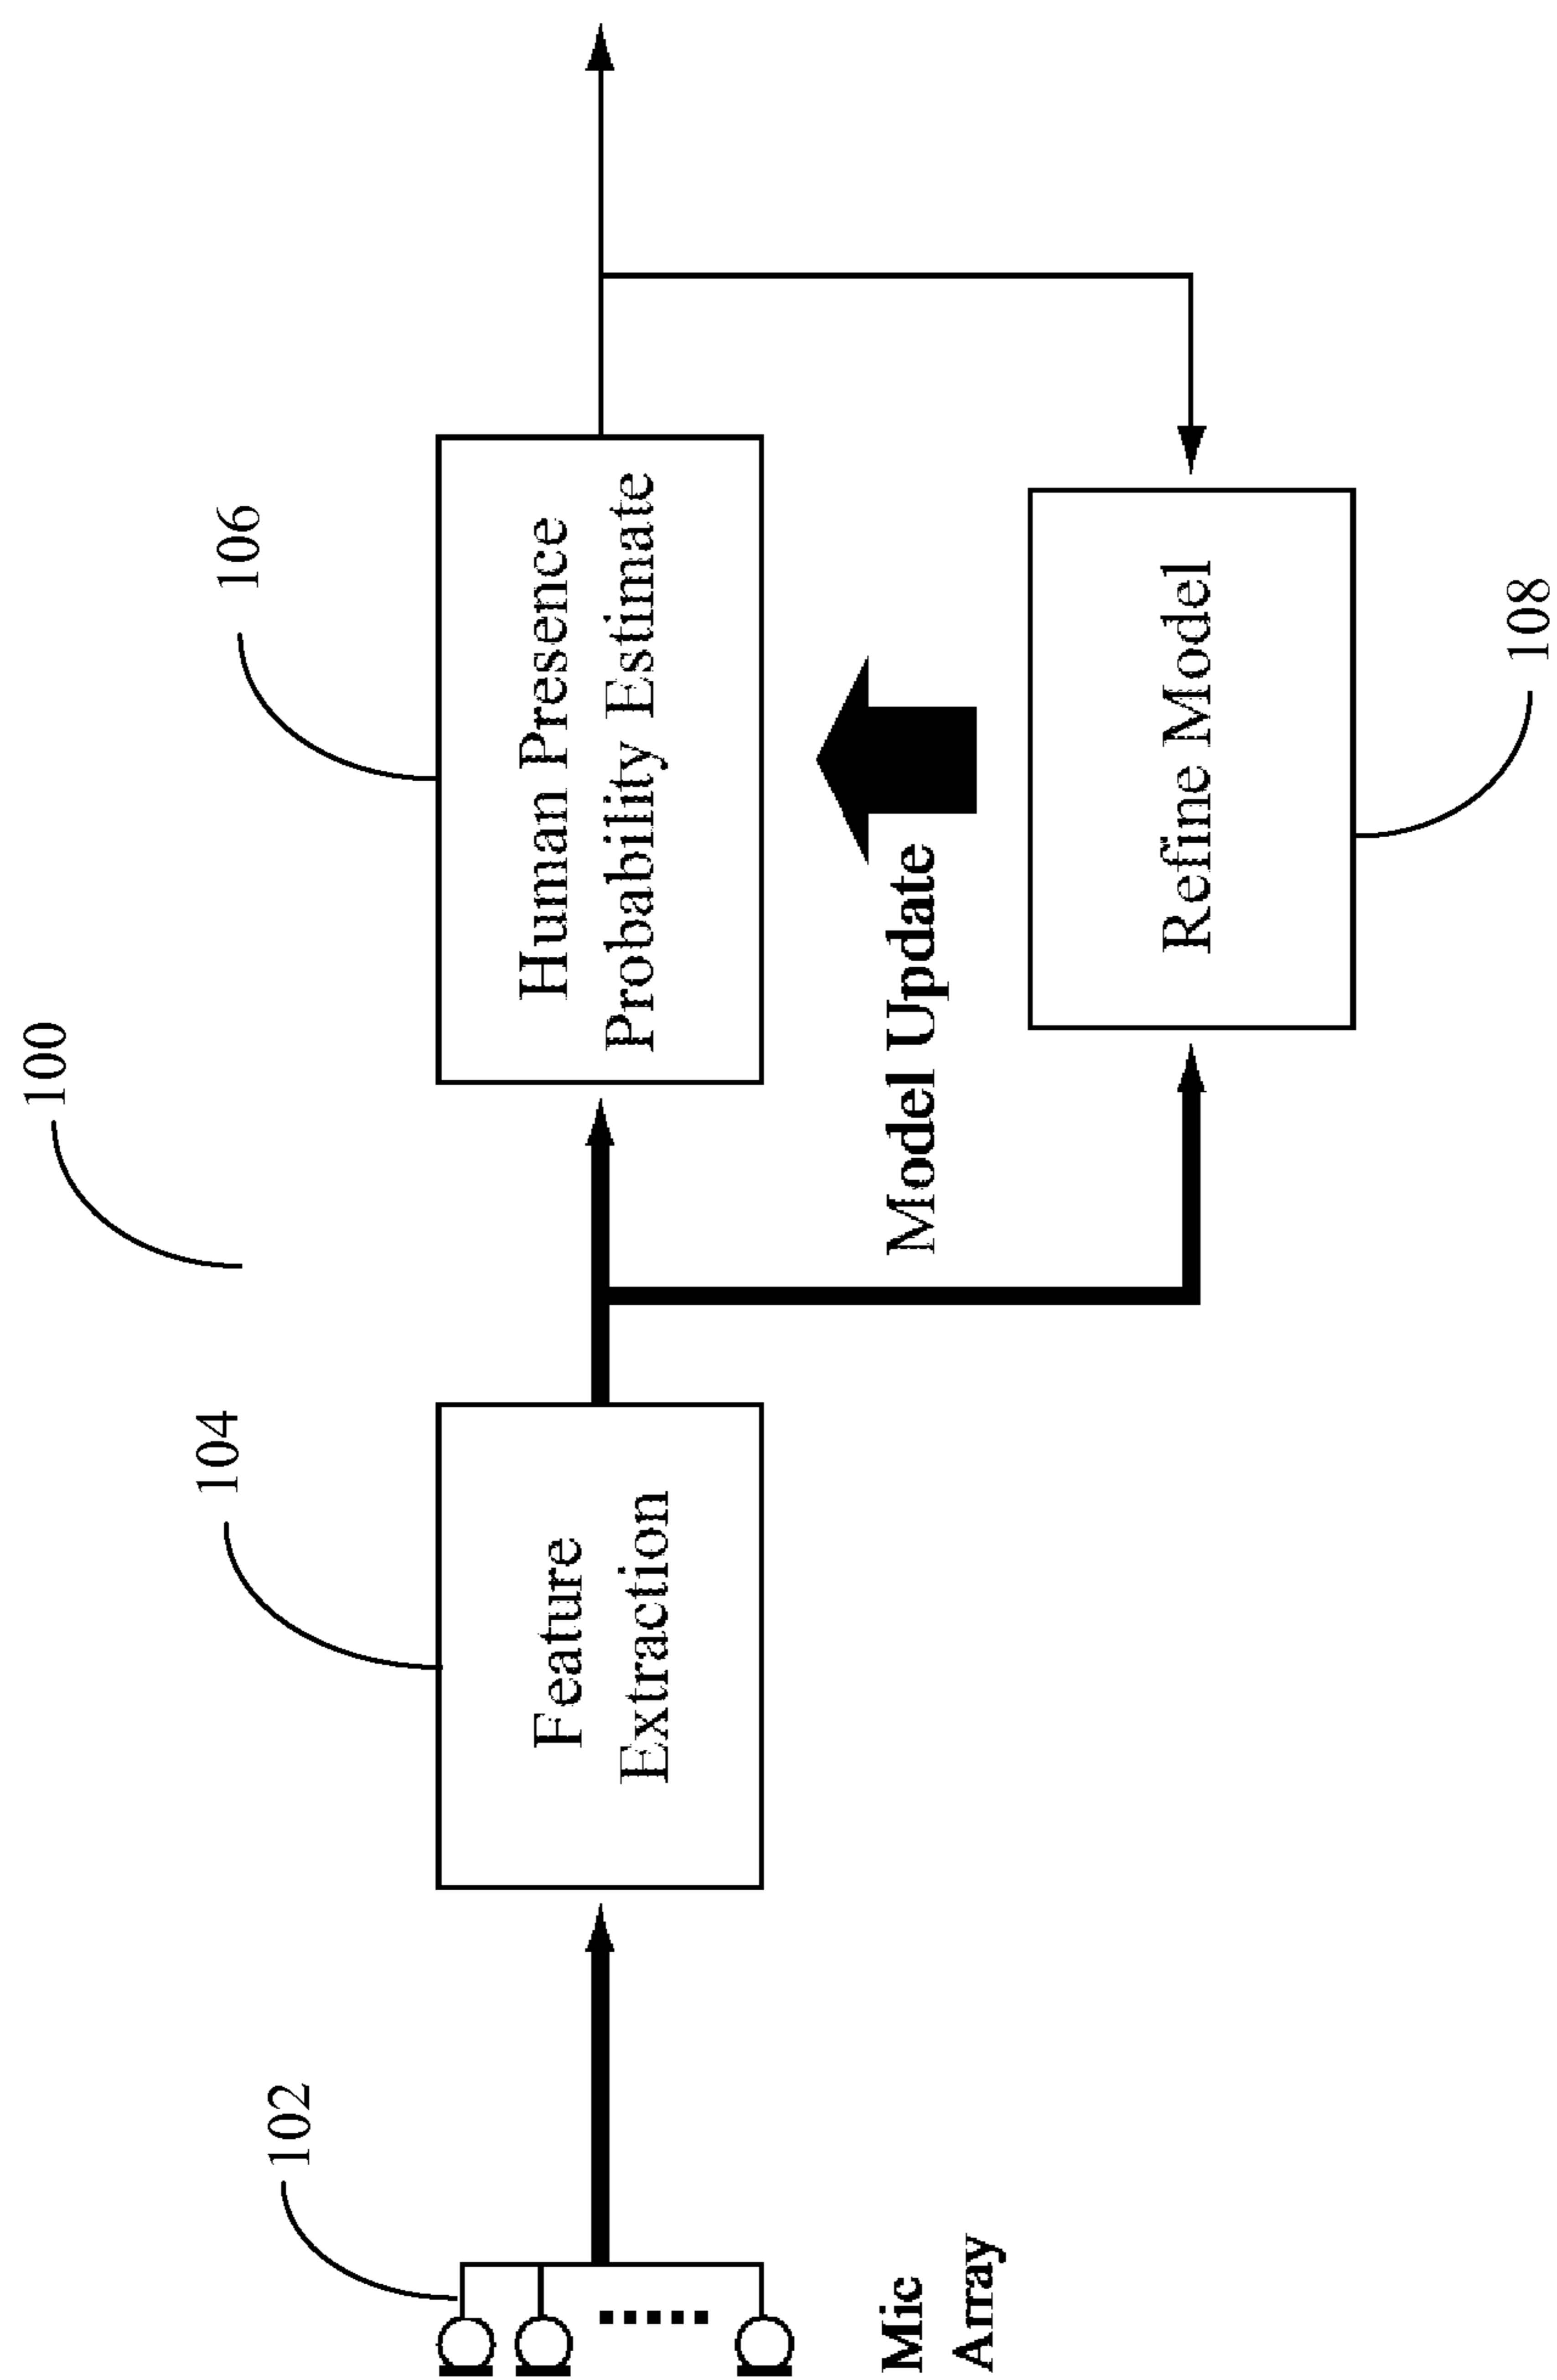 100
102
104
106
Mic
Array
Feature
Extraction
Human Presence
Probability Estimate
Model Update
Refine Model
108